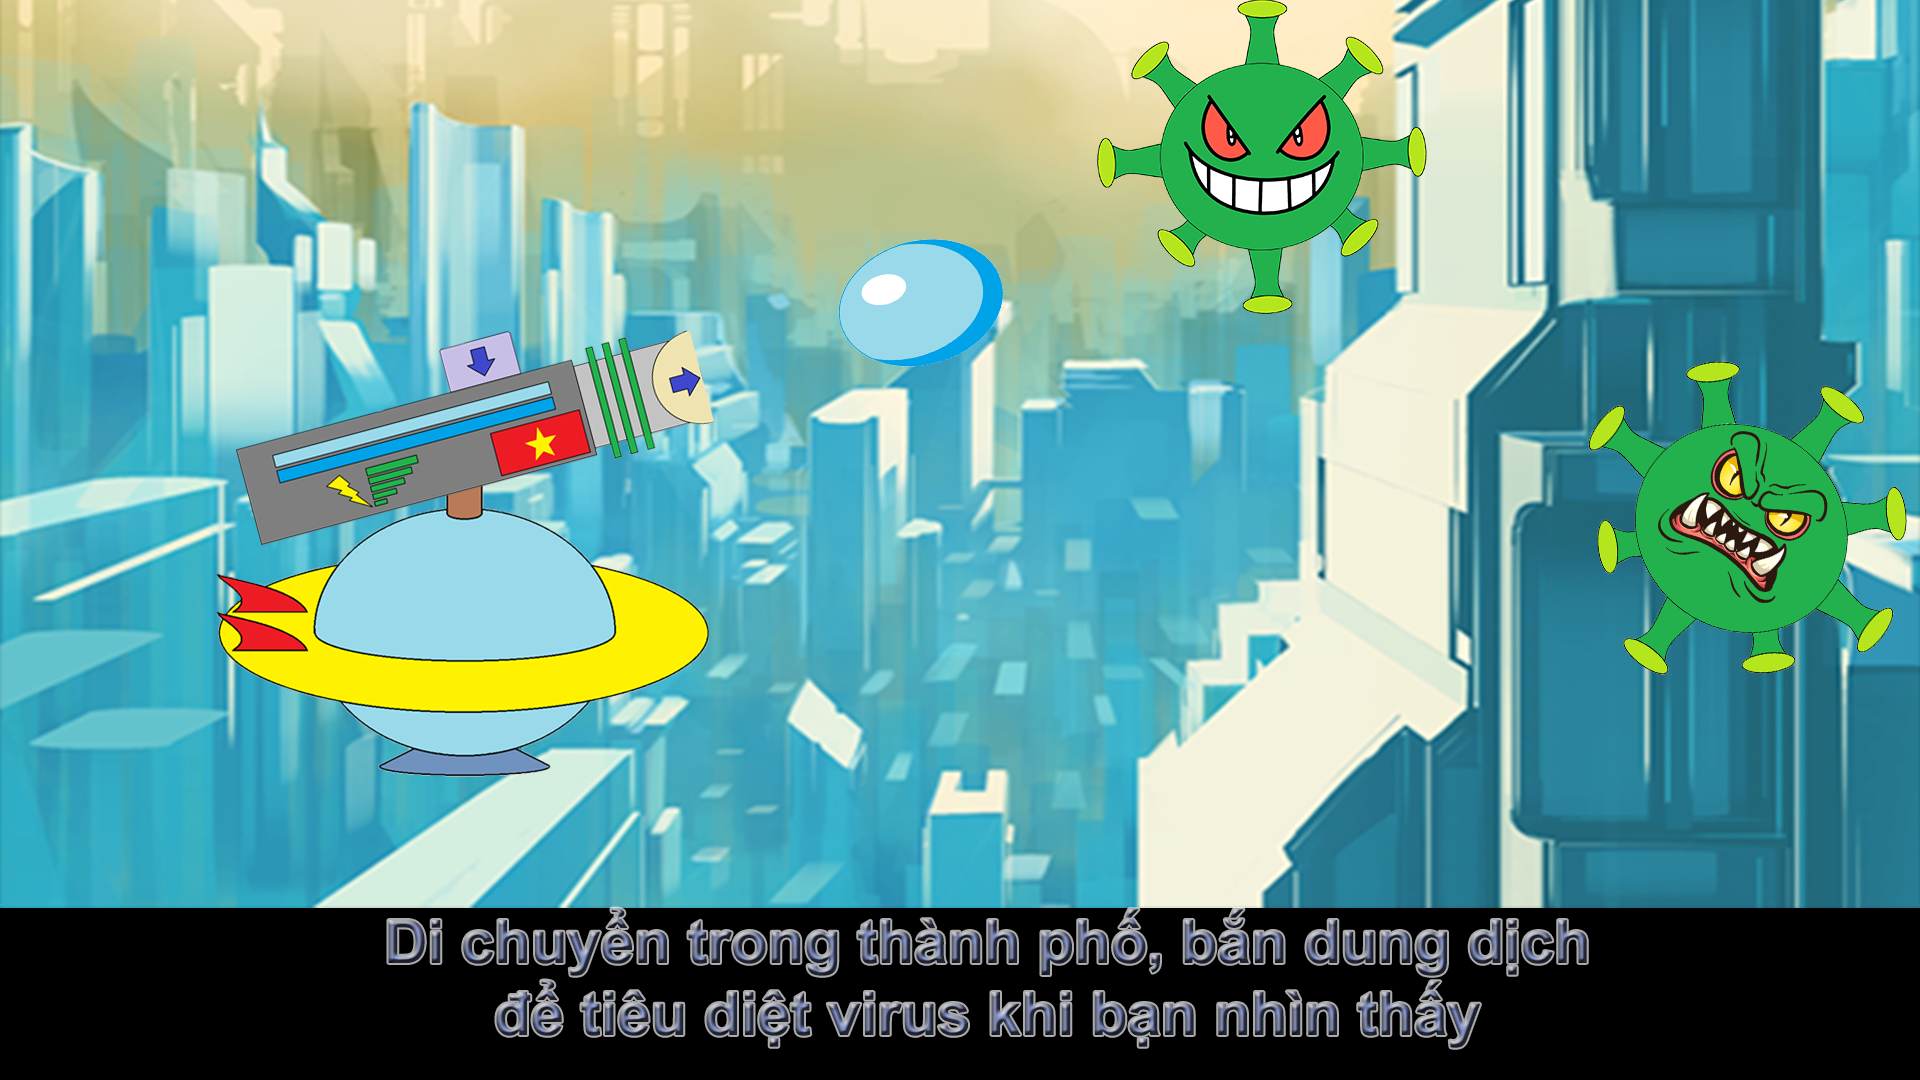 Di chuyển trong thành phố, bắn dung dịch
để tiêu diệt virus khi bạn nhìn thấy